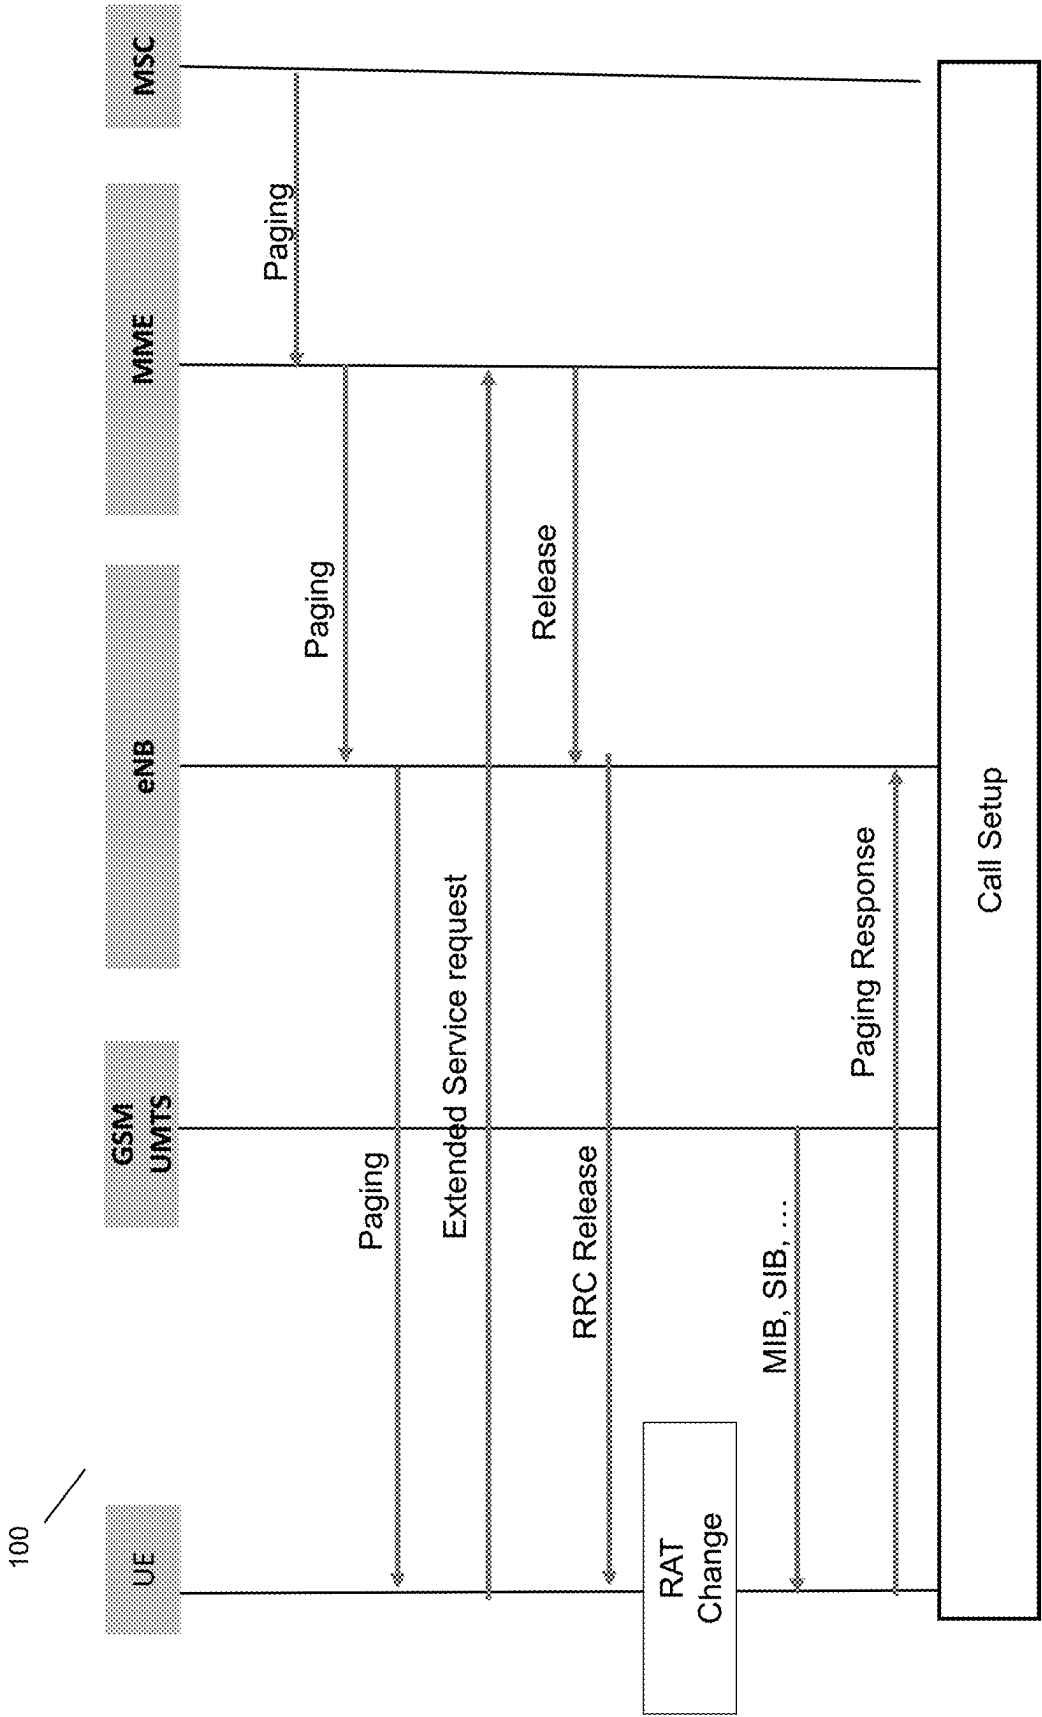 100
UE
GSM
UMTS
eNB
MME
MSC
Paging
Paging
Paging
Extended Service request
Release
RRC Release
RAT
Change
MIB, SIB, ...
Paging Response
Call Setup